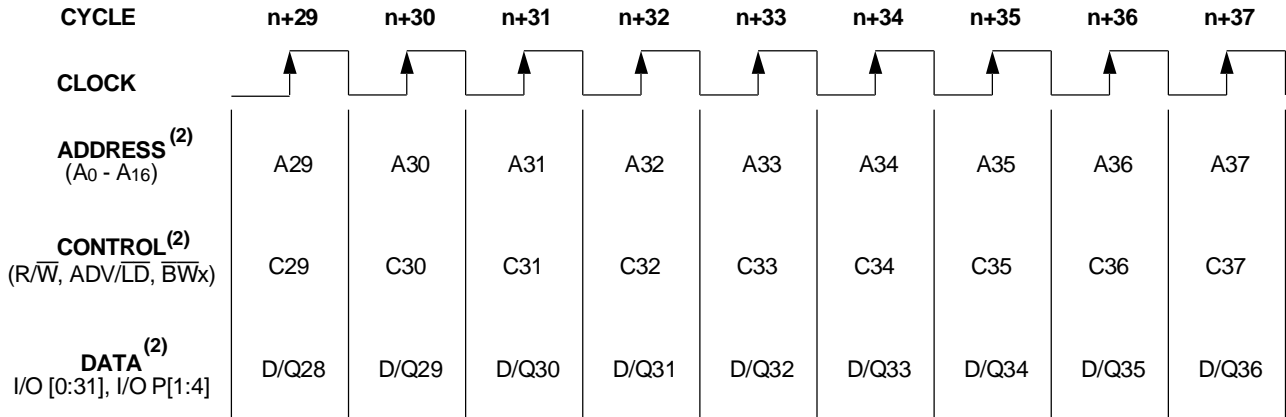 CYCLE n+29 n+30 n+31 n+32 n+33 n+34 n+35 n+36 n+37
CLOCK
ADDRESS(2)
(A0 - A16) A29 A30 A31 A32 A33 A34 A35 A36 A37
CONTROL(2)
(R/W̅, ADV/L̅D̅, B̅W̅x) C29 C30 C31 C32 C33 C34 C35 C36 C37
DATA(2)
I/O [0:31], I/O P[1:4] D/Q28 D/Q29 D/Q30 D/Q31 D/Q32 D/Q33 D/Q34 D/Q35 D/Q36